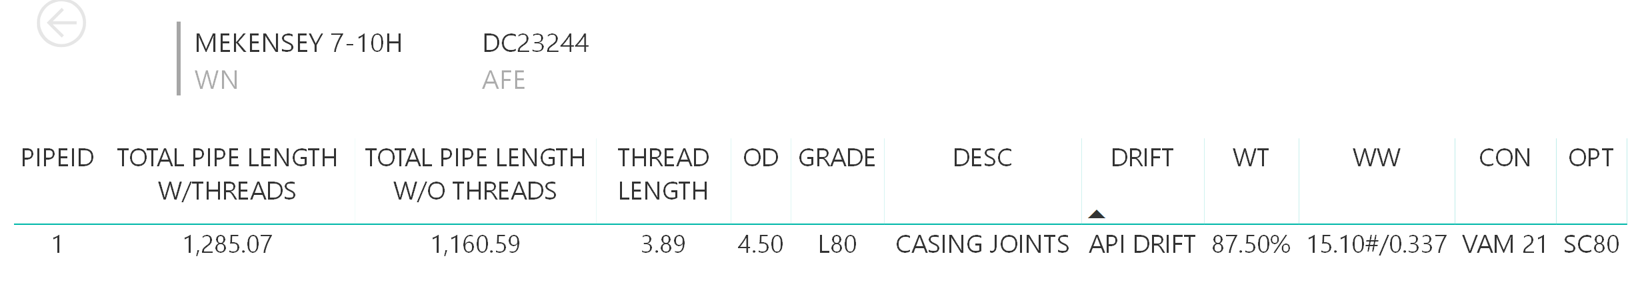 MEKENSEY 7-10H DC23244
WN AFE
PIPEID TOTAL PIPE LENGTH TOTAL PIPE LENGTH THREAD OD GRADE DESC DRIFT WT WW CON OPT
W/THREADS W/O THREADS LENGTH
1 1,285.07 1,160.59 3.89 4.50 L80 CASING JOINTS API DRIFT 87.50% 15.10#/0.337 VAM 21 SC80